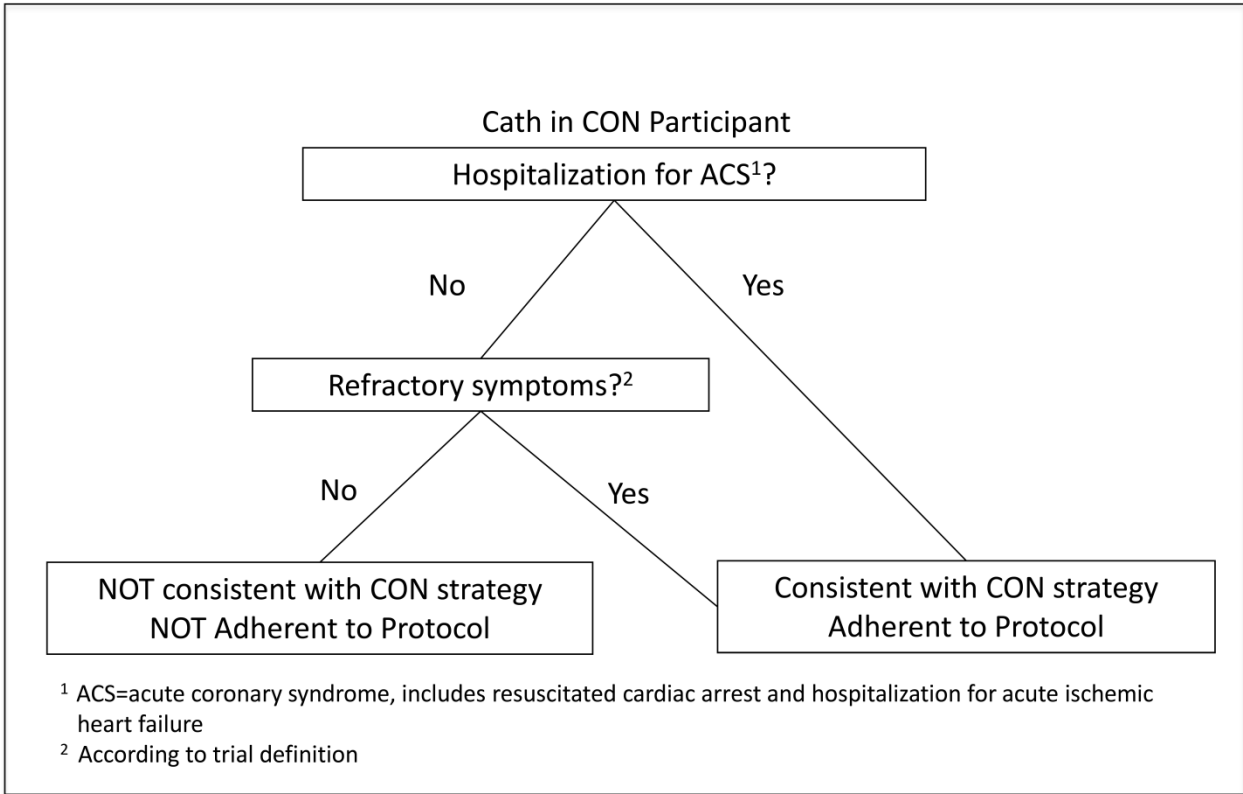 Cath in CON Participant
Hospitalization for ACS¹?
No
Yes
Refractory symptoms?²
No
Yes
NOT consistent with CON strategy
NOT Adherent to Protocol
Consistent with CON strategy
Adherent to Protocol
¹ ACS=acute coronary syndrome, includes resuscitated cardiac arrest and hospitalization for acute ischemic
heart failure
² According to trial definition